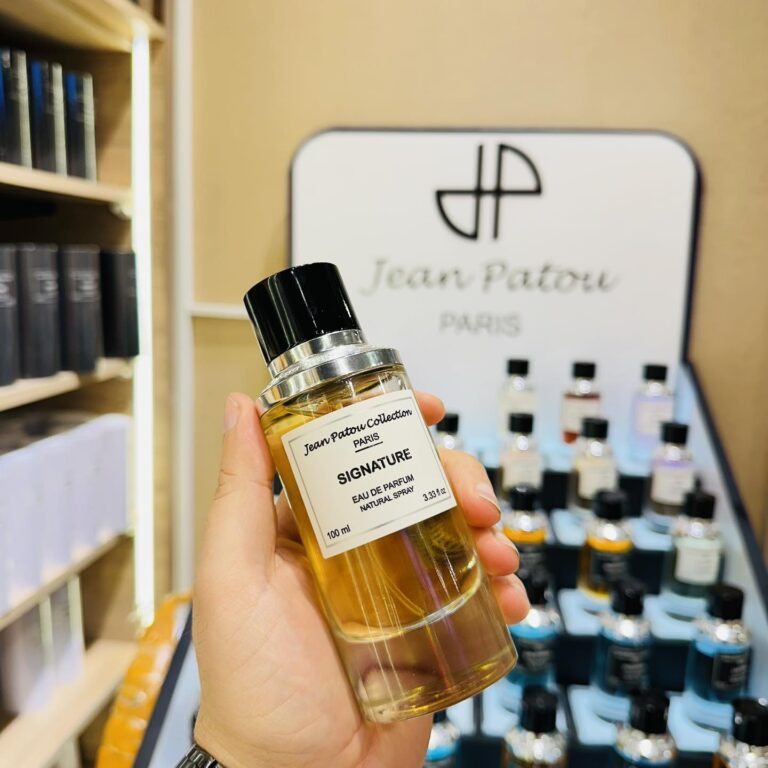 JP
Jean Patou
PARIS
Jean Patou Collection
PARIS
SIGNATURE
EAU DE PARFUM
NATURAL SPRAY
100 ml
3.33 fl.oz